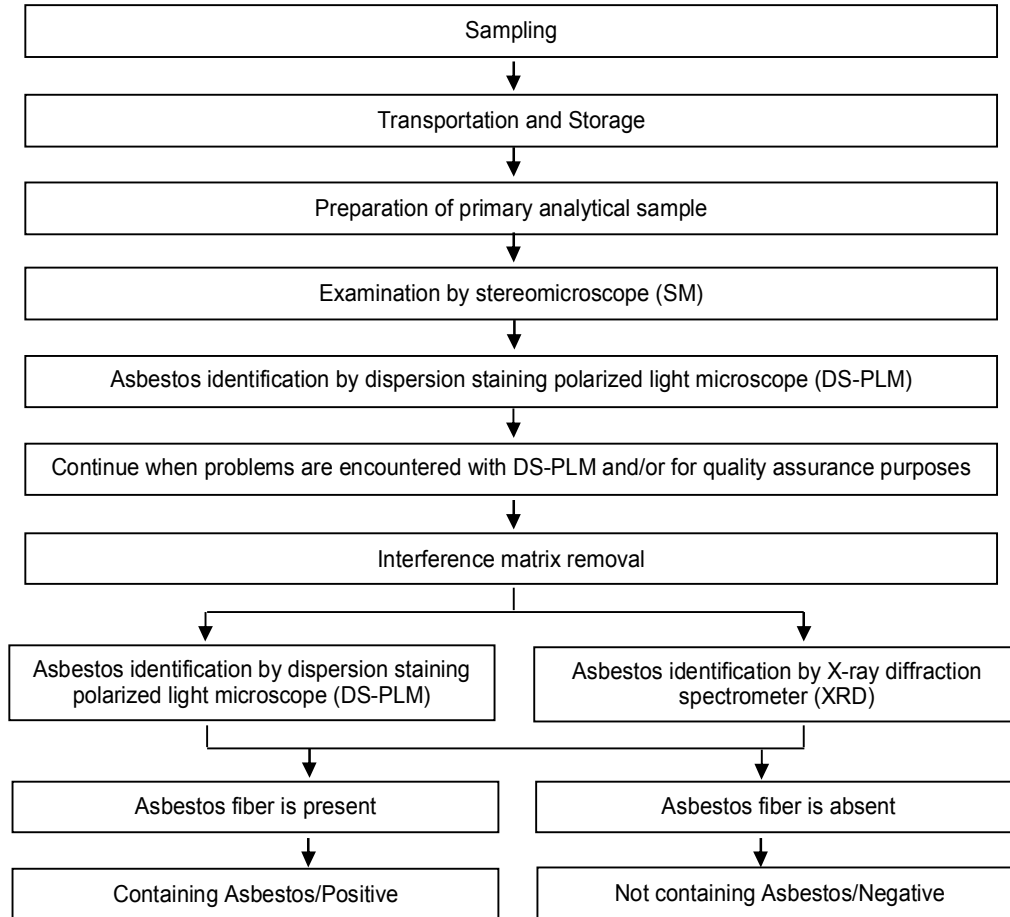 Sampling
Transportation and Storage
Preparation of primary analytical sample
Examination by stereomicroscope (SM)
Asbestos identification by dispersion staining polarized light microscope (DS-PLM)
Continue when problems are encountered with DS-PLM and/or for quality assurance purposes
Interference matrix removal
Asbestos identification by dispersion staining
polarized light microscope (DS-PLM)
Asbestos identification by X-ray diffraction
spectrometer (XRD)
Asbestos fiber is present
Asbestos fiber is absent
Containing Asbestos/Positive
Not containing Asbestos/Negative